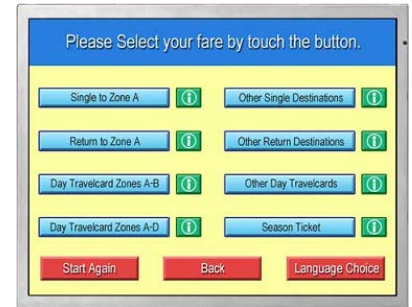 Please Select your fare by touch the button.
Single to Zone A
Other Single Destinations
Return to Zone A
Other Return Destinations
Day Travelcard Zones A-B
Other Day Travelcards
Day Travelcard Zones A-D
Season Ticket
Start Again Back Language Choice